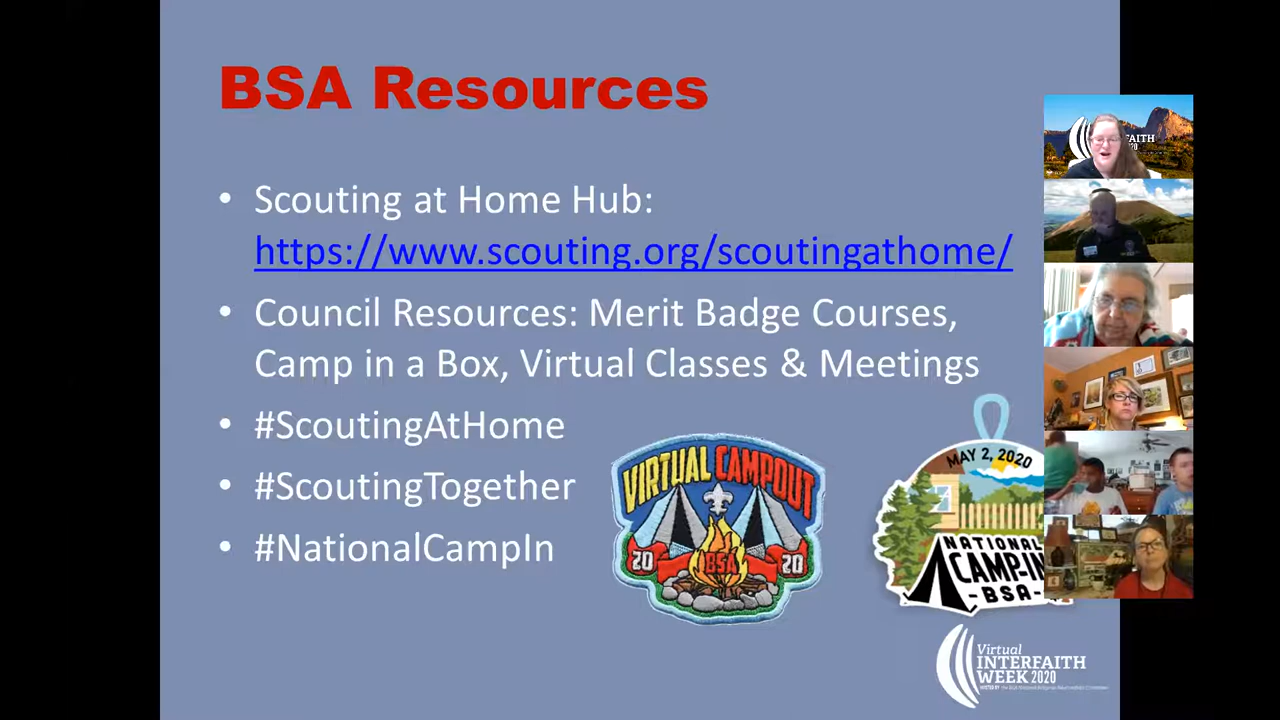 BSA Resources
• Scouting at Home Hub:
https://www.scouting.org/scoutingathome/
• Council Resources: Merit Badge Courses,
Camp in a Box, Virtual Classes & Meetings
• #ScoutingAtHome
• #ScoutingTogether
• #NationalCampIn
VIRTUAL CAMPOUT
20 BSA 20
MAY 2, 2020
NATIONAL
CAMP-IN
-BSA-
Virtual
INTERFAITH
WEEK 2020